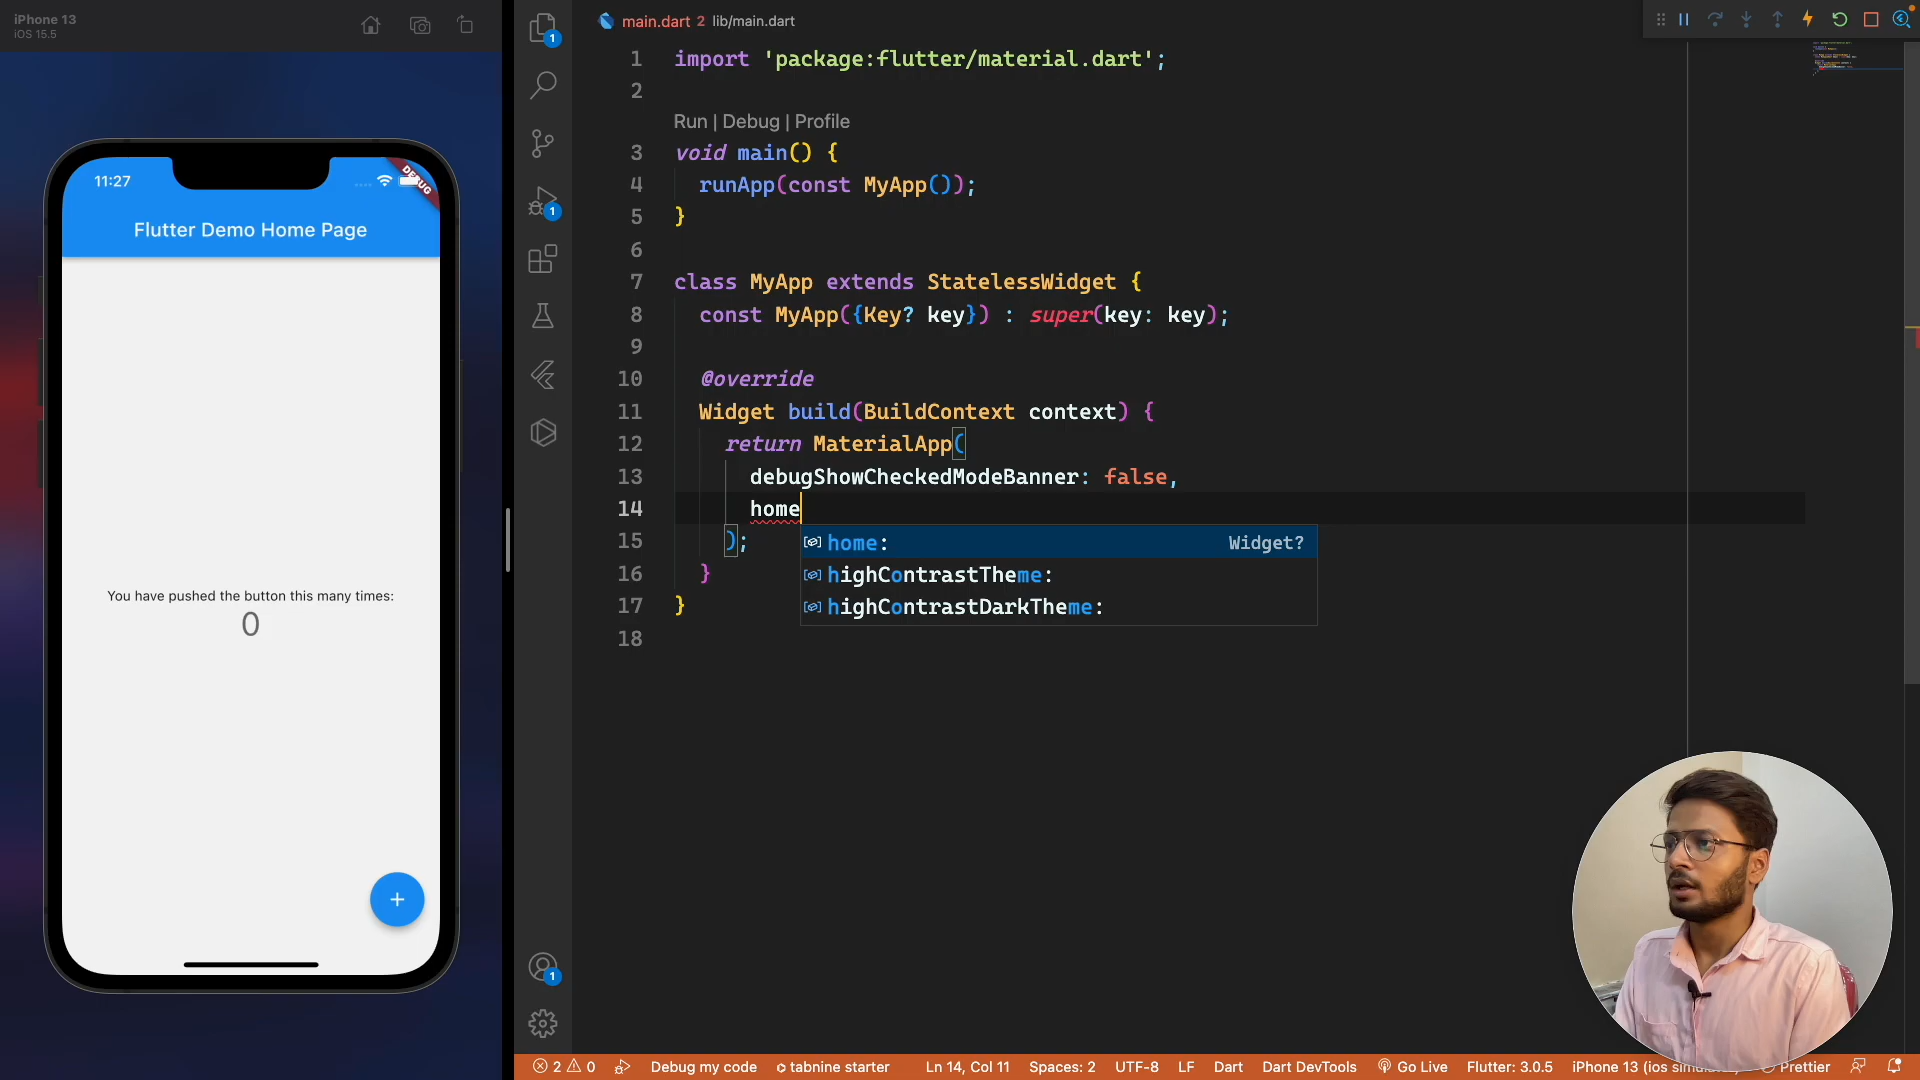 iPhone 13
iOS 15.5
11:27
DEBUG
Flutter Demo Home Page
You have pushed the button this many times:
0
+
1
1
1
main.dart 2 lib/main.dart
1 import 'package:flutter/material.dart';
2
Run | Debug | Profile
3 void main() {
4 runApp(const MyApp());
5 }
6
7 class MyApp extends StatelessWidget {
8 const MyApp({Key? key}) : super(key: key);
9
10 @override
11 Widget build(BuildContext context) {
12 return MaterialApp(
13 debugShowCheckedModeBanner: false,
14 home
15 );
16 }
17 }
18
home: Widget?
highContrastTheme:
highContrastDarkTheme:
2 0 Debug my code tabnine starter Ln 14, Col 11 Spaces: 2 UTF-8 LF Dart Dart DevTools Go Live Flutter: 3.0.5 iPhone 13 (ios Prettier